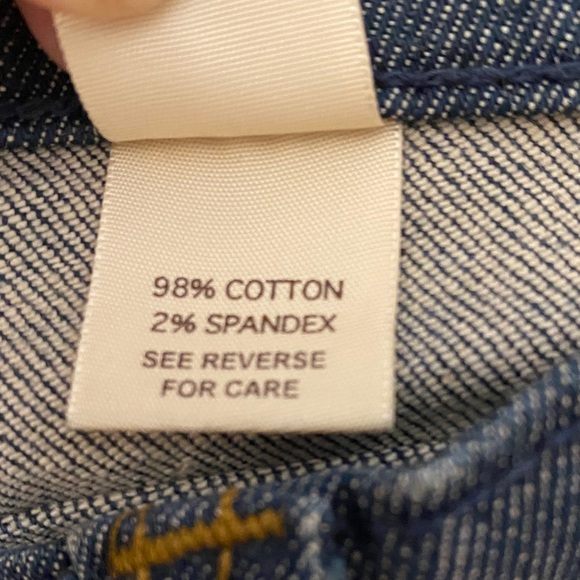 98% COTTON
2% SPANDEX
SEE REVERSE
FOR CARE